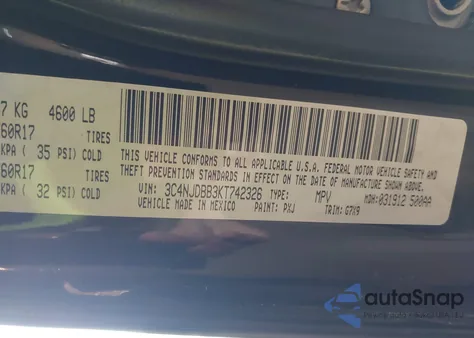 7 KG 4600 LB
60R17 TIRES
KPA ( 35 PSI) COLD
60R17 TIRES
KPA ( 32 PSI) COLD
THIS VEHICLE CONFORMS TO ALL APPLICABLE U.S.A. FEDERAL MOTOR VEHICLE SAFETY AND
THEFT PREVENTION STANDARDS IN EFFECT ON THE DATE OF MANUFACTURE SHOWN ABOVE.
VIN: 3C4NJDBB3KT742326 TYPE: MPV MDH: 031912 500AA
VEHICLE MADE IN MEXICO PAINT: PXJ TRIM: G7X9
autoSnap